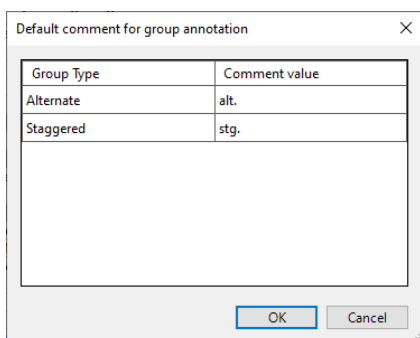 Default comment for group annotation
Group Type Comment value
Alternate alt.
Staggered stg.
OK Cancel